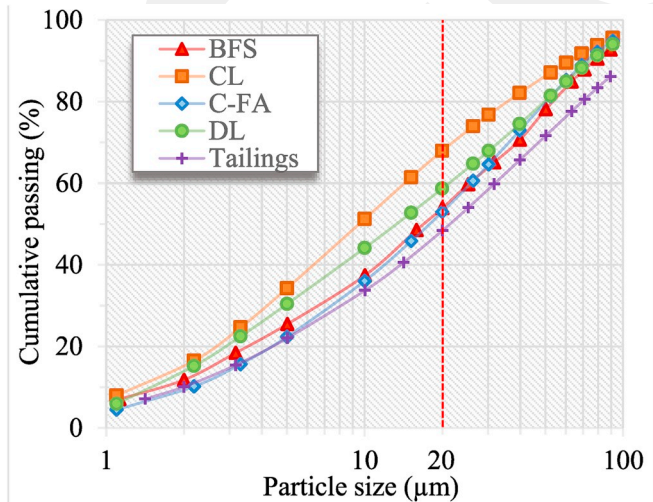 100
80
60
40
20
0
Cumulative passing (%)
BFS
CL
C-FA
DL
Tailings
1
10
20
100
Particle size (µm)